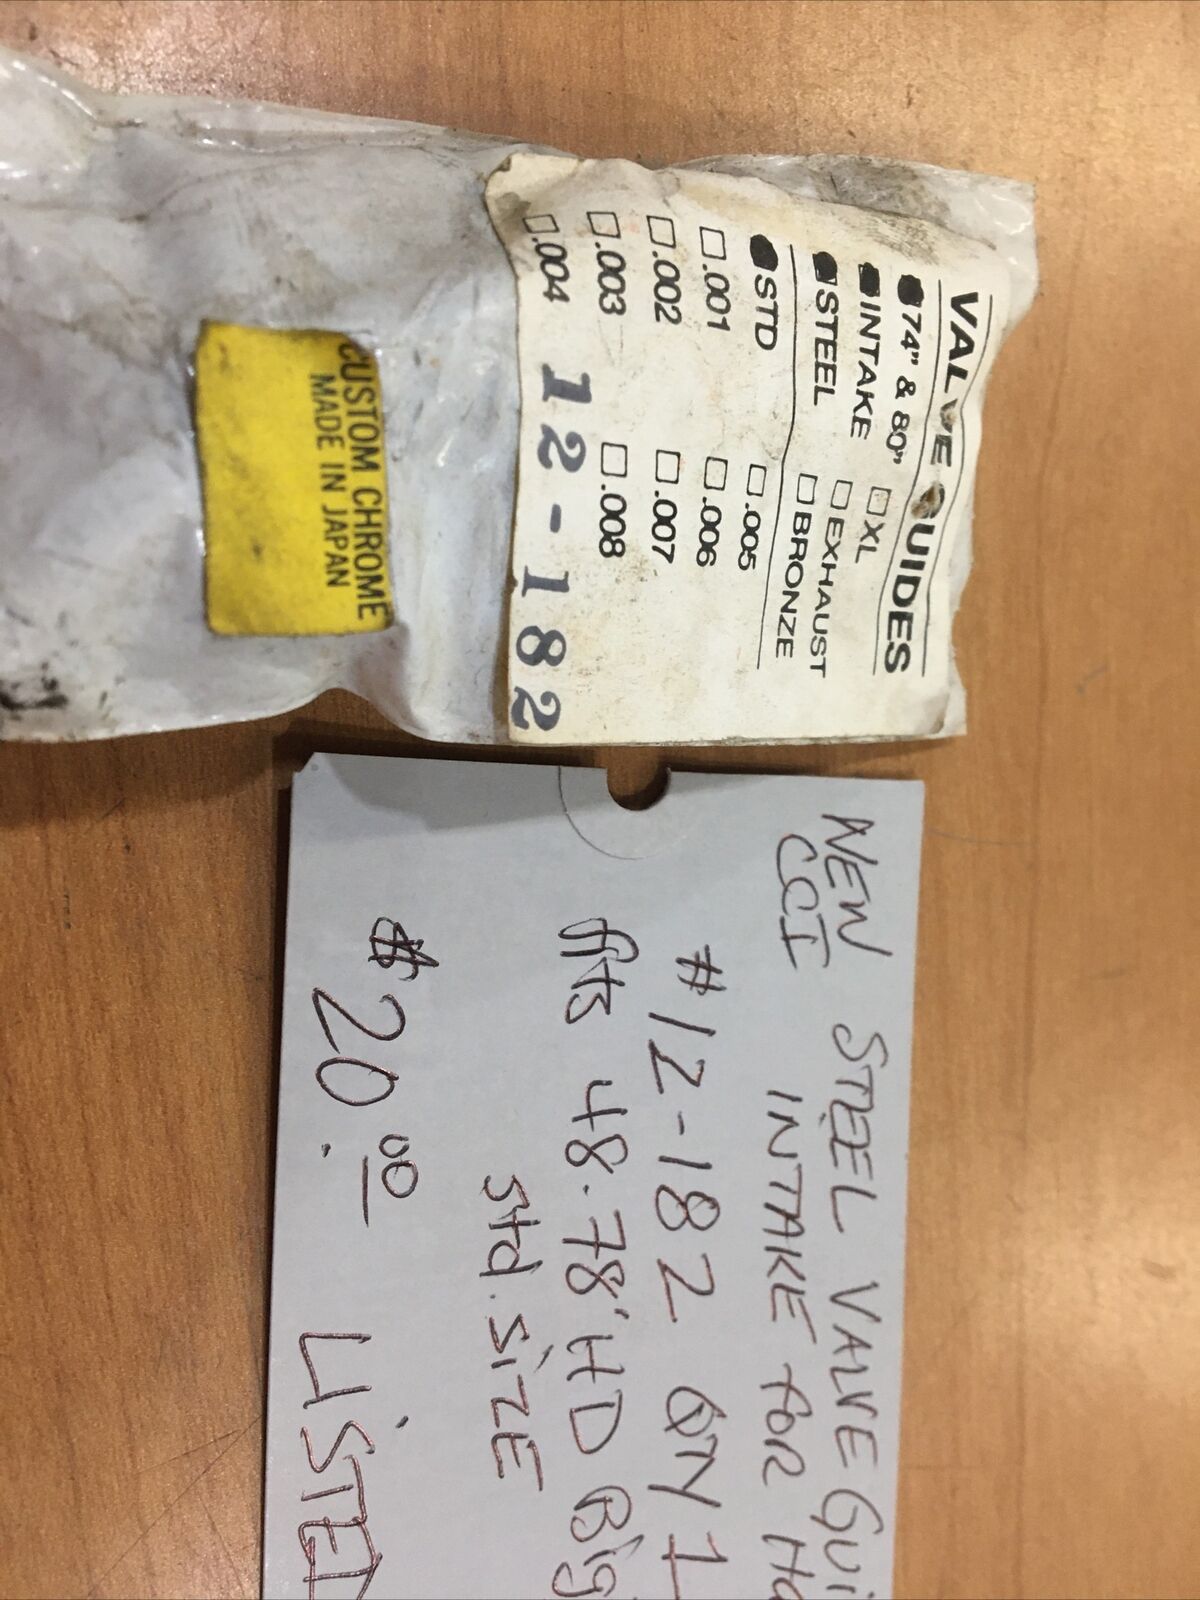 VALVE GUIDES
74" & 80" □ XL
INTAKE □ EXHAUST
STEEL □ BRONZE
STD □ .005
□ .001 □ .006
□ .002 □ .007
□ .003 □ .008
□ .004
12-182
CUSTOM CHROME
MADE IN JAPAN
NEW STEEL VALVE GUI
CCI INTAKE FOR
#12-182 QTY 1
fits 48-78' HD Big
Std. SIZE
$20.00 LISTED